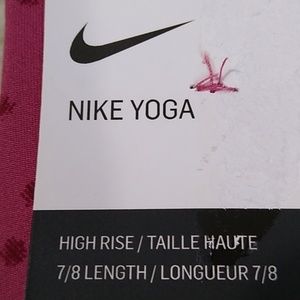 NIKE YOGA
HIGH RISE / TAILLE HAUTE
7/8 LENGTH / LONGUEUR 7/8